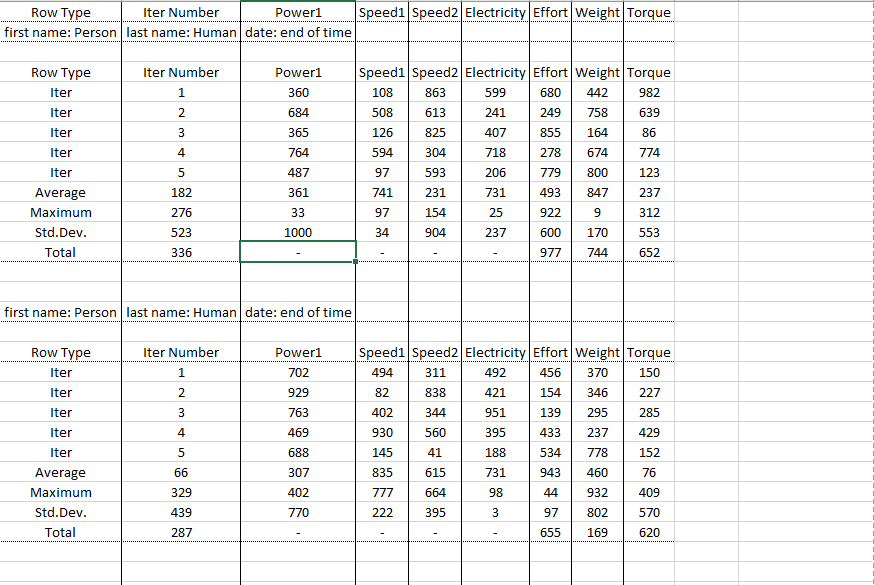 Row Type Iter Number Power1 Speed1 Speed2 Electricity Effort Weight Torque
first name: Person last name: Human date: end of time
Row Type Iter Number Power1 Speed1 Speed2 Electricity Effort Weight Torque
Iter 1 360 108 863 599 680 442 982
Iter 2 684 508 613 241 249 758 639
Iter 3 365 126 825 407 855 164 86
Iter 4 764 594 304 718 278 674 774
Iter 5 487 97 593 206 779 800 123
Average 182 361 741 231 731 493 847 237
Maximum 276 33 97 154 25 922 9 312
Std.Dev. 523 1000 34 904 237 600 170 553
Total 336 - - - - 977 744 652
first name: Person last name: Human date: end of time
Row Type Iter Number Power1 Speed1 Speed2 Electricity Effort Weight Torque
Iter 1 702 494 311 492 456 370 150
Iter 2 929 82 838 421 154 346 227
Iter 3 763 402 344 951 139 295 285
Iter 4 469 930 560 395 433 237 429
Iter 5 688 145 41 188 534 778 152
Average 66 307 835 615 731 943 460 76
Maximum 329 402 777 664 98 44 932 409
Std.Dev. 439 770 222 395 3 97 802 570
Total 287 - - - - 655 169 620